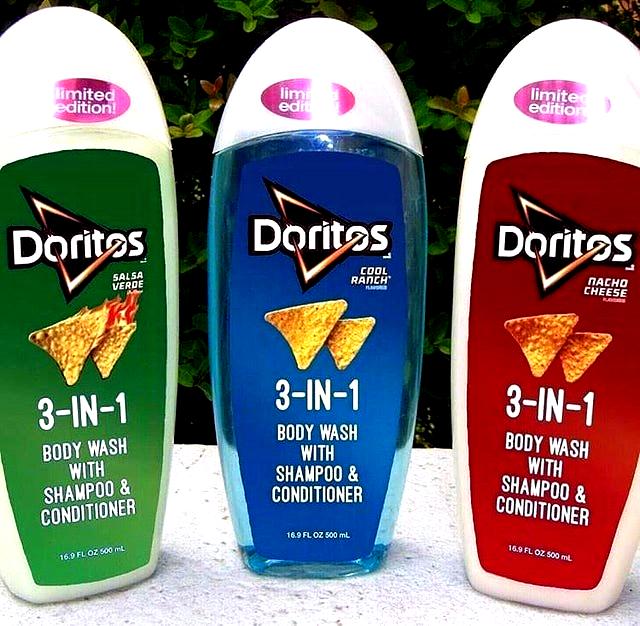 limited
edition!
Doritos
SALSA
VERDE
3-IN-1
BODY WASH
WITH
SHAMPOO &
CONDITIONER
16.9 FL OZ 500 mL
Doritos
COOL
RANCH
FLAVORED
3-IN-1
BODY WASH
WITH
SHAMPOO &
CONDITIONER
16.9 FL OZ 500 mL
limited
edition
Doritos
NACHO
CHEESE
FLAVORED
3-IN-1
BODY WASH
WITH
SHAMPOO &
CONDITIONER
16.9 FL OZ 500 mL